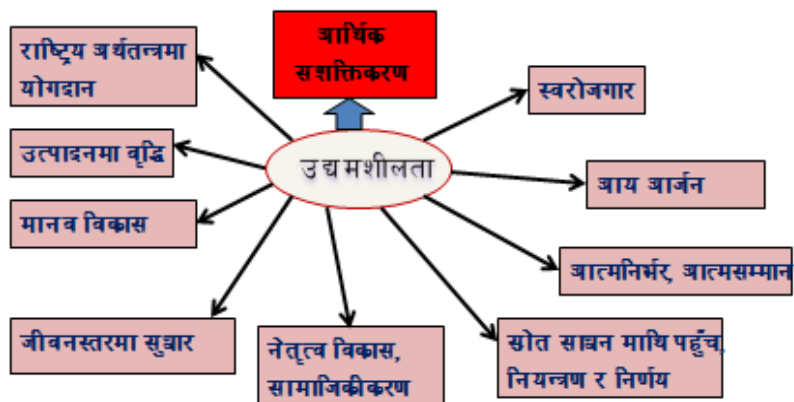 आर्थिक
सशक्तिकरण
राष्ट्रिय अर्थतन्त्रमा
योगदान
स्वरोजगार
उत्पादनमा वृद्धि
उद्यमशीलता
आय आर्जन
मानव विकास
आत्मनिर्भर, आत्मसम्मान
जीवनस्तरमा सुधार
नेतृत्व विकास,
सामाजिकीकरण
स्रोत साधन माथि पहुँच,
नियन्त्रण र निर्णय